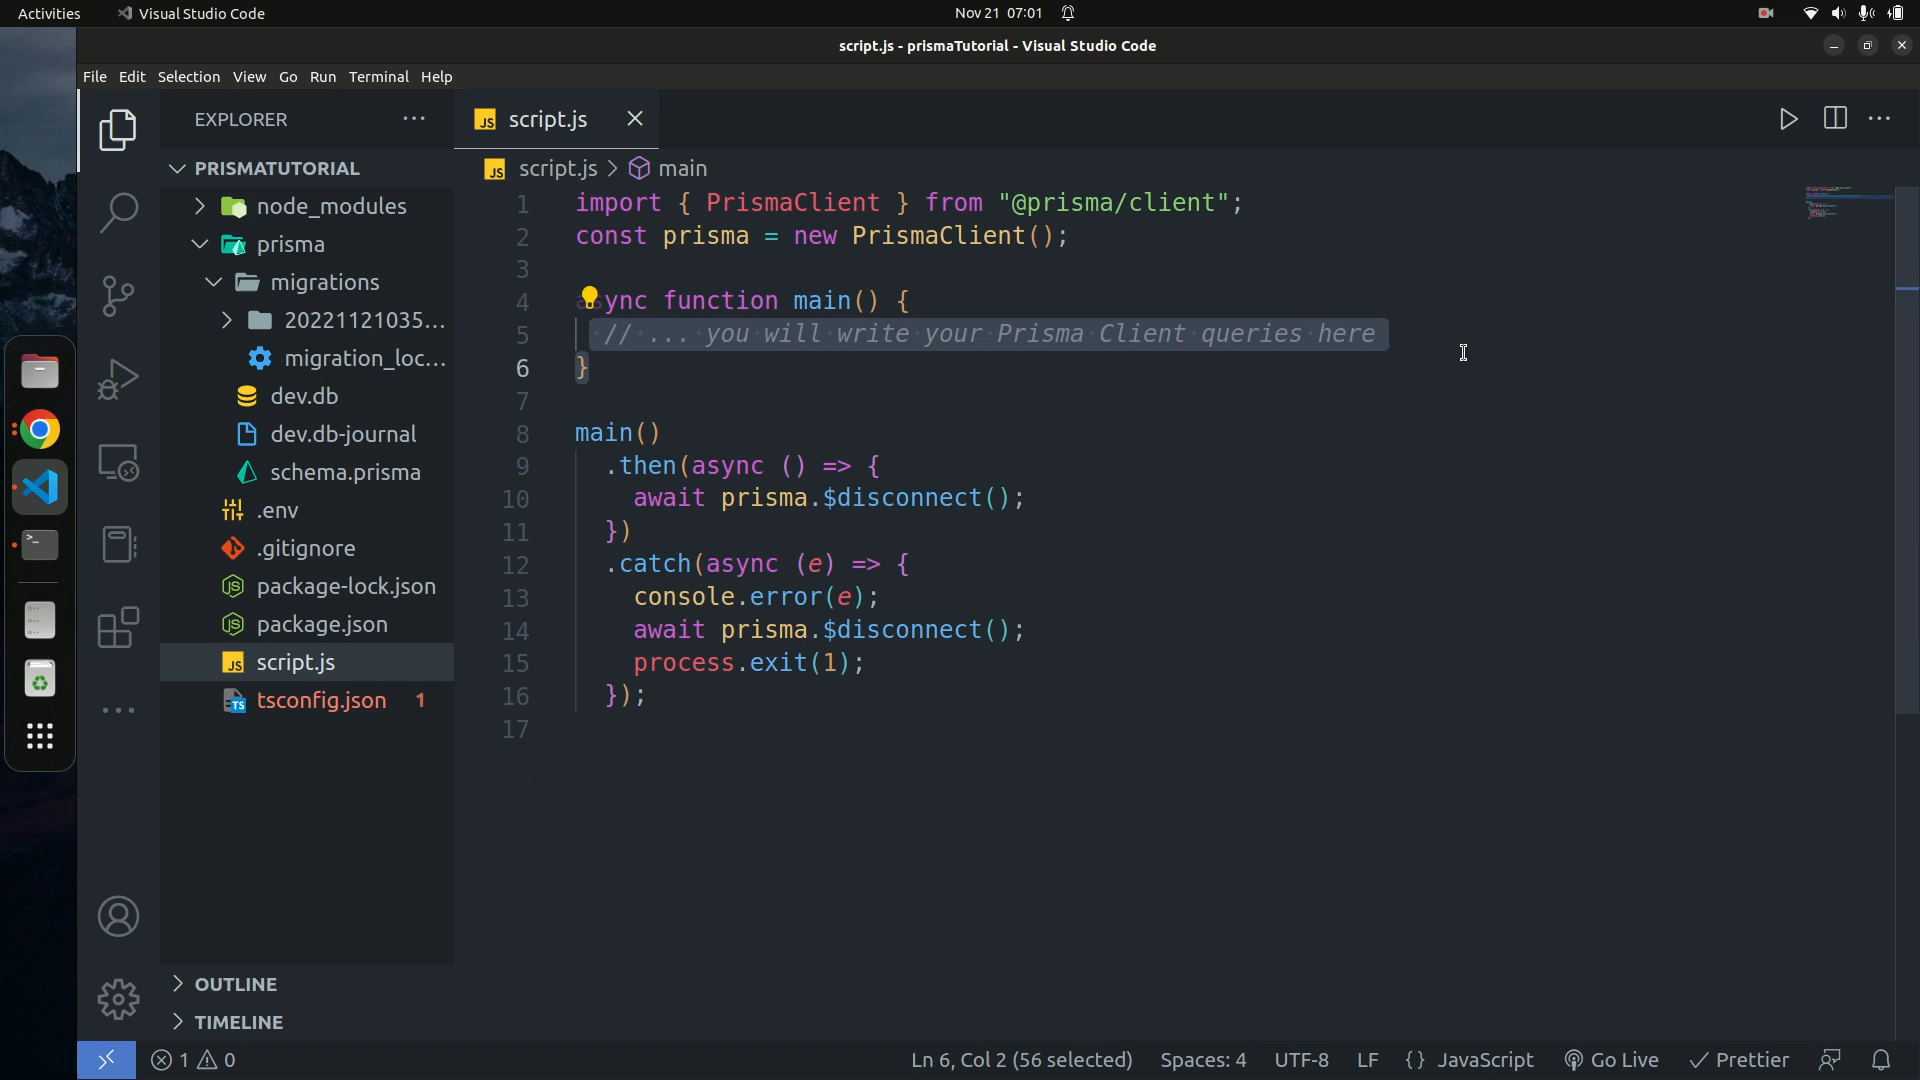 Activities
Visual Studio Code
Nov 21 07:01
script.js - prismaTutorial - Visual Studio Code
File Edit Selection View Go Run Terminal Help
EXPLORER
PRISMATUTORIAL
node_modules
prisma
migrations
20221121035...
migration_loc...
dev.db
dev.db-journal
schema.prisma
.env
.gitignore
package-lock.json
package.json
JS script.js
TS tsconfig.json 1
OUTLINE
TIMELINE
JS script.js
JS script.js > main
1 import { PrismaClient } from "@prisma/client";
2 const prisma = new PrismaClient();
3
4 async function main() {
5 // ... you will write your Prisma Client queries here
6 }
7
8 main()
9 .then(async () => {
10 await prisma.$disconnect();
11 })
12 .catch(async (e) => {
13 console.error(e);
14 await prisma.$disconnect();
15 process.exit(1);
16 });
17
1 0
Ln 6, Col 2 (56 selected) Spaces: 4 UTF-8 LF {} JavaScript Go Live Prettier